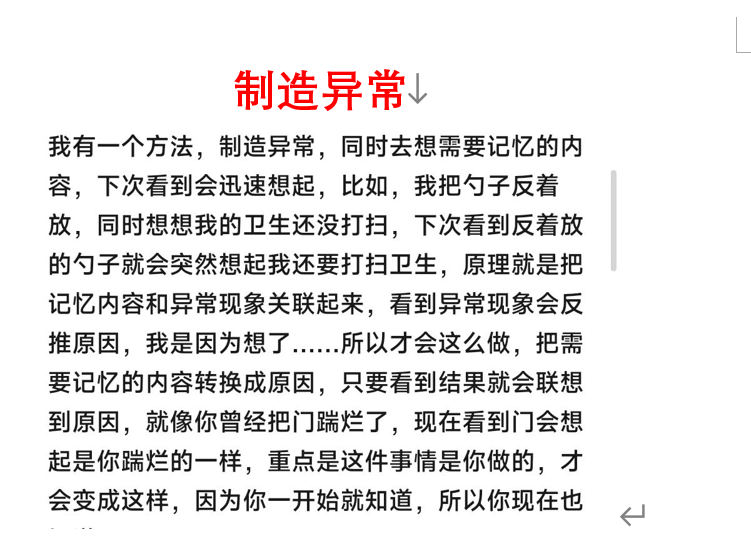 制造异常
我有一个方法，制造异常，同时去想需要记忆的内
容，下次看到会迅速想起，比如，我把勺子反着
放，同时想想我的卫生还没打扫，下次看到反着放
的勺子就会突然想起我还要打扫卫生，原理就是把
记忆内容和异常现象关联起来，看到异常现象会反
推原因，我是因为想了……所以才会这么做，把需
要记忆的内容转换成原因，只要看到结果就会联想
到原因，就像你曾经把门踹烂了，现在看到门会想
起是你踹烂的一样，重点是这件事情是你做的，才
会变成这样，因为你一开始就知道，所以你现在也